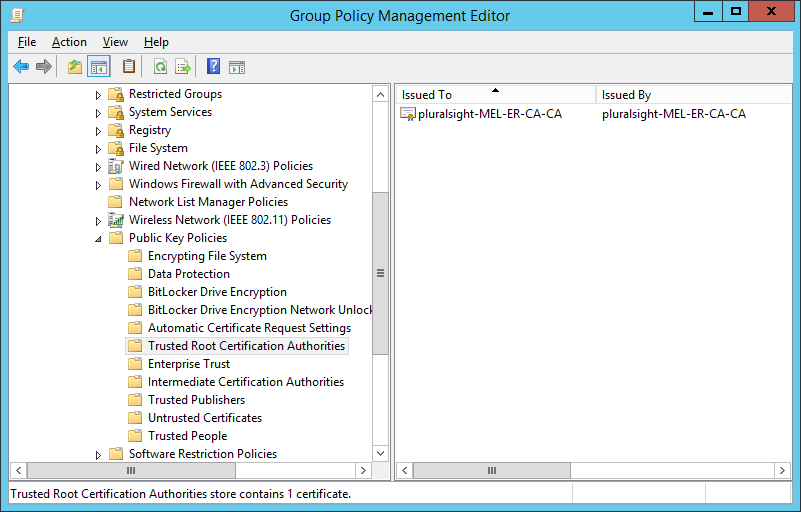 Group Policy Management Editor
File Action View Help
Restricted Groups
System Services
Registry
File System
Wired Network (IEEE 802.3) Policies
Windows Firewall with Advanced Security
Network List Manager Policies
Wireless Network (IEEE 802.11) Policies
Public Key Policies
Encrypting File System
Data Protection
BitLocker Drive Encryption
BitLocker Drive Encryption Network Unlock
Automatic Certificate Request Settings
Trusted Root Certification Authorities
Enterprise Trust
Intermediate Certification Authorities
Trusted Publishers
Untrusted Certificates
Trusted People
Software Restriction Policies
Issued To Issued By
pluralsight-MEL-ER-CA-CA pluralsight-MEL-ER-CA-CA
Trusted Root Certification Authorities store contains 1 certificate.